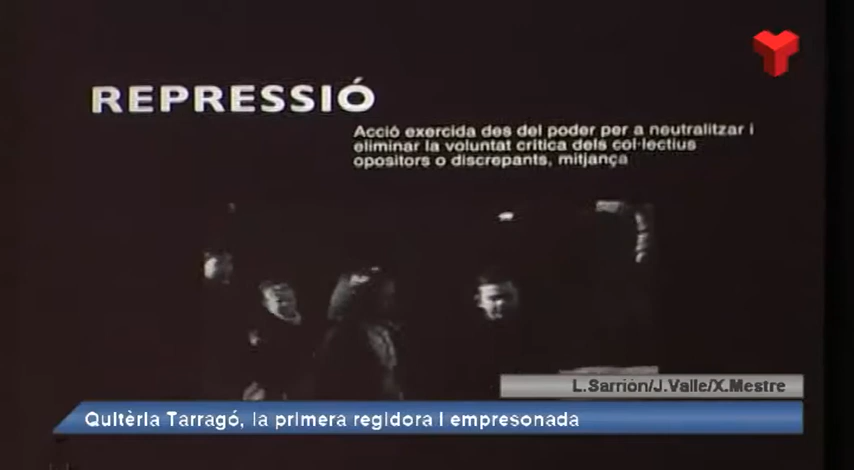 REPRESSIÓ
Acció exercida des del poder per a neutralitzar i
eliminar la voluntat crítica dels col·lectius
opositors o discrepants, mitjança
L.Sarrión/J.Valle/X.Mestre
Quitèria Tarragó, la primera regidora i empresonada